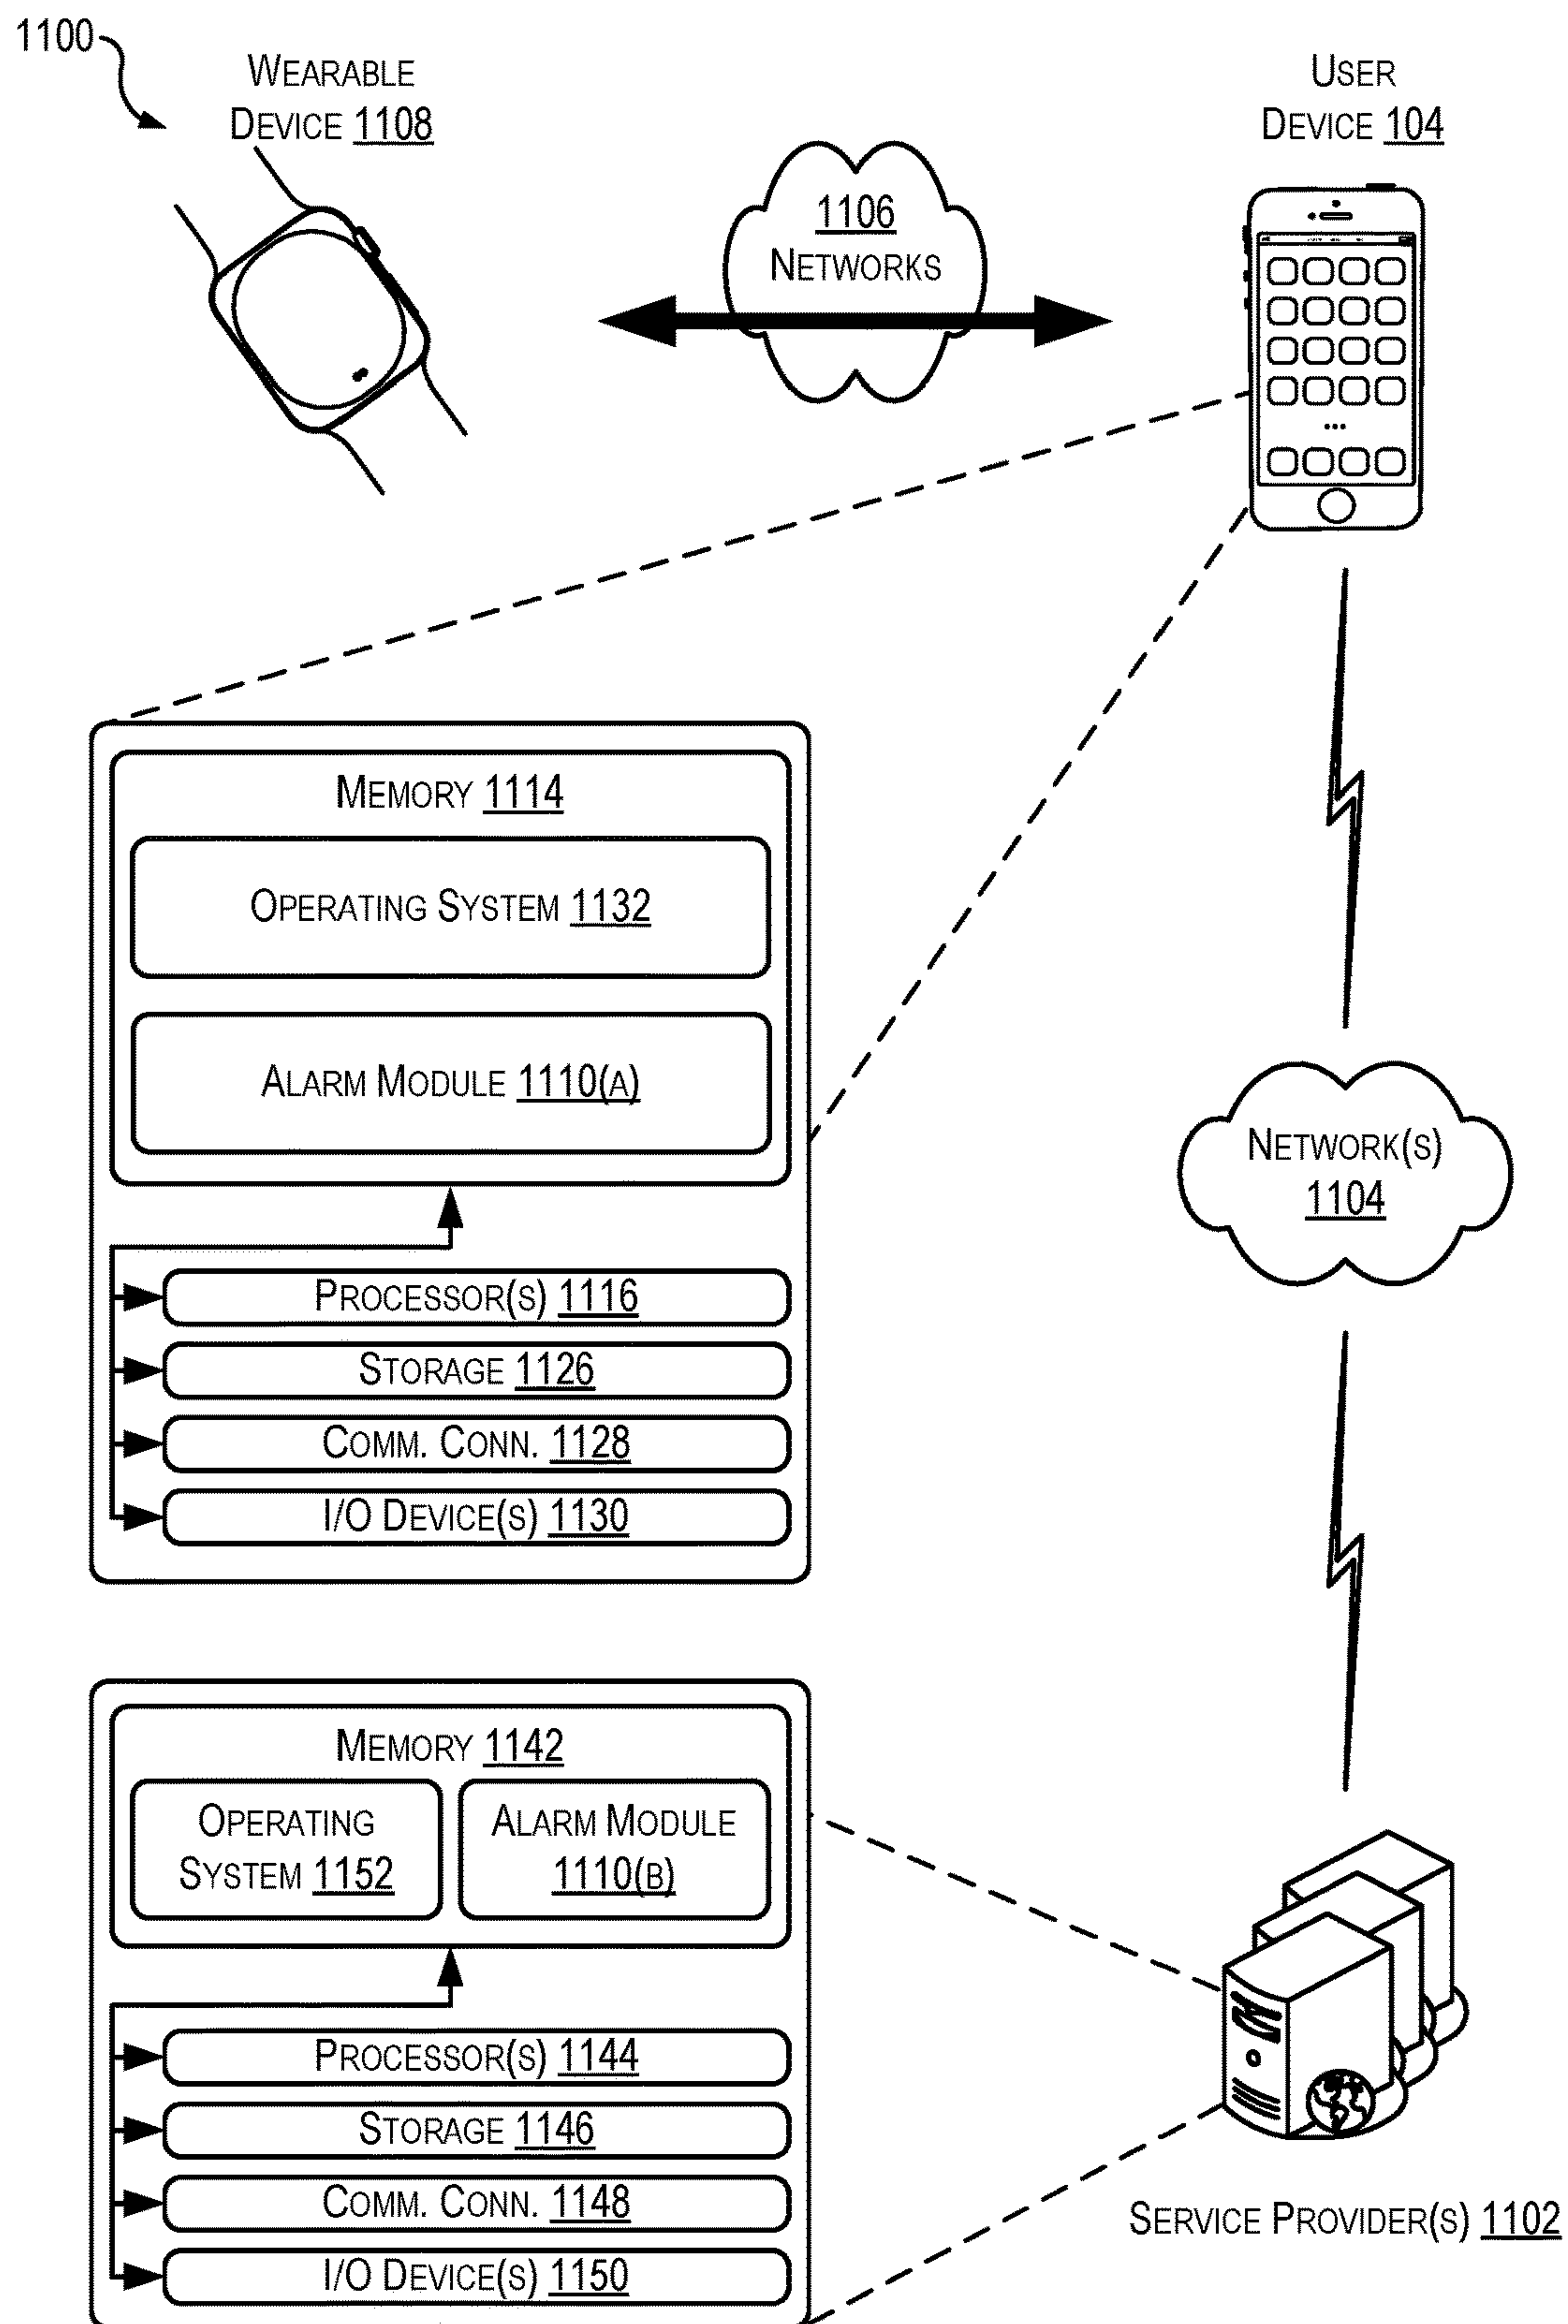 1100
WEARABLE
DEVICE 1108
USER
DEVICE 104
1106
NETWORKS
MEMORY 1114
OPERATING SYSTEM 1132
ALARM MODULE 1110(A)
PROCESSOR(S) 1116
STORAGE 1126
COMM. CONN. 1128
I/O DEVICE(S) 1130
NETWORK(S)
1104
MEMORY 1142
OPERATING
SYSTEM 1152
ALARM MODULE
1110(B)
PROCESSOR(S) 1144
STORAGE 1146
COMM. CONN. 1148
I/O DEVICE(S) 1150
SERVICE PROVIDER(S) 1102